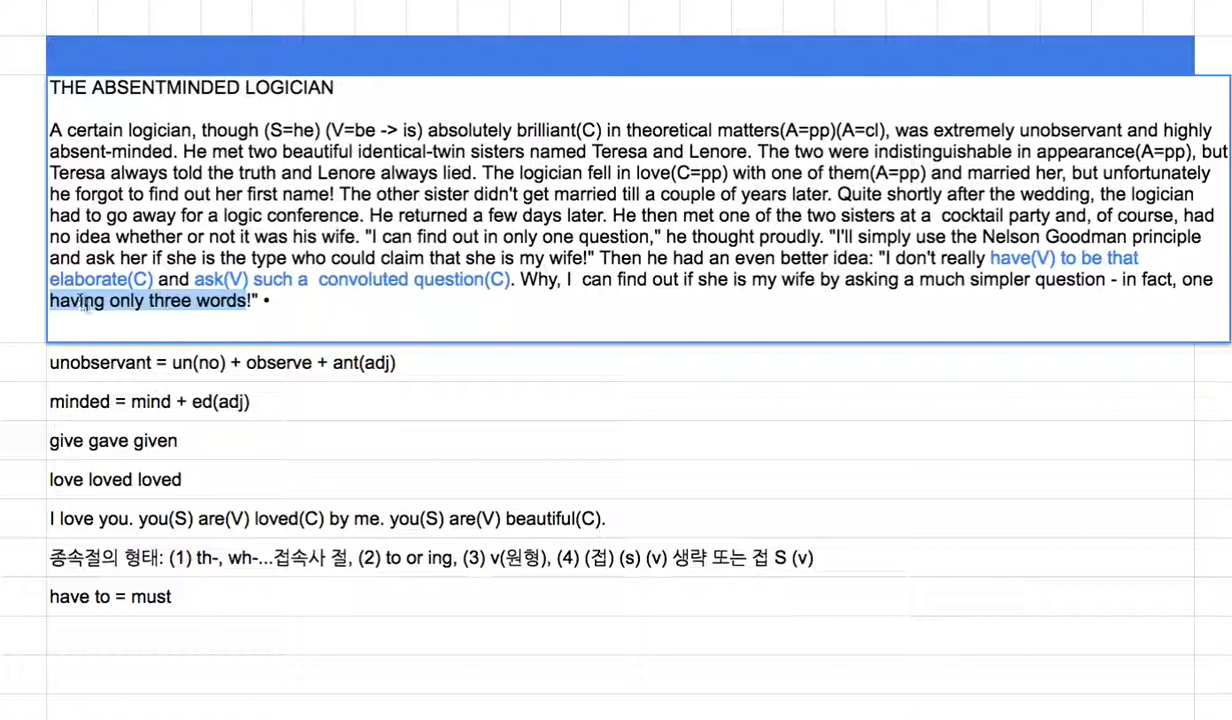 THE ABSENTMINDED LOGICIAN
A certain logician, though (S=he) (V=be -> is) absolutely brilliant(C) in theoretical matters(A=pp)(A=cl), was extremely unobservant and highly
absent-minded. He met two beautiful identical-twin sisters named Teresa and Lenore. The two were indistinguishable in appearance(A=pp), but
Teresa always told the truth and Lenore always lied. The logician fell in love(C=pp) with one of them(A=pp) and married her, but unfortunately
he forgot to find out her first name! The other sister didn't get married till a couple of years later. Quite shortly after the wedding, the logician
had to go away for a logic conference. He returned a few days later. He then met one of the two sisters at a  cocktail party and, of course, had
no idea whether or not it was his wife. "I can find out in only one question," he thought proudly. "I'll simply use the Nelson Goodman principle
and ask her if she is the type who could claim that she is my wife!" Then he had an even better idea: "I don't really have(V) to be that
elaborate(C) and ask(V) such a  convoluted question(C). Why, I  can find out if she is my wife by asking a much simpler question - in fact, one
having only three words!" •
unobservant = un(no) + observe + ant(adj)
minded = mind + ed(adj)
give gave given
love loved loved
I love you. you(S) are(V) loved(C) by me. you(S) are(V) beautiful(C).
종속절의 형태: (1) th-, wh-...접속사 절, (2) to or ing, (3) v(원형), (4) (접) (s) (v) 생략 또는 접 S (v)
have to = must